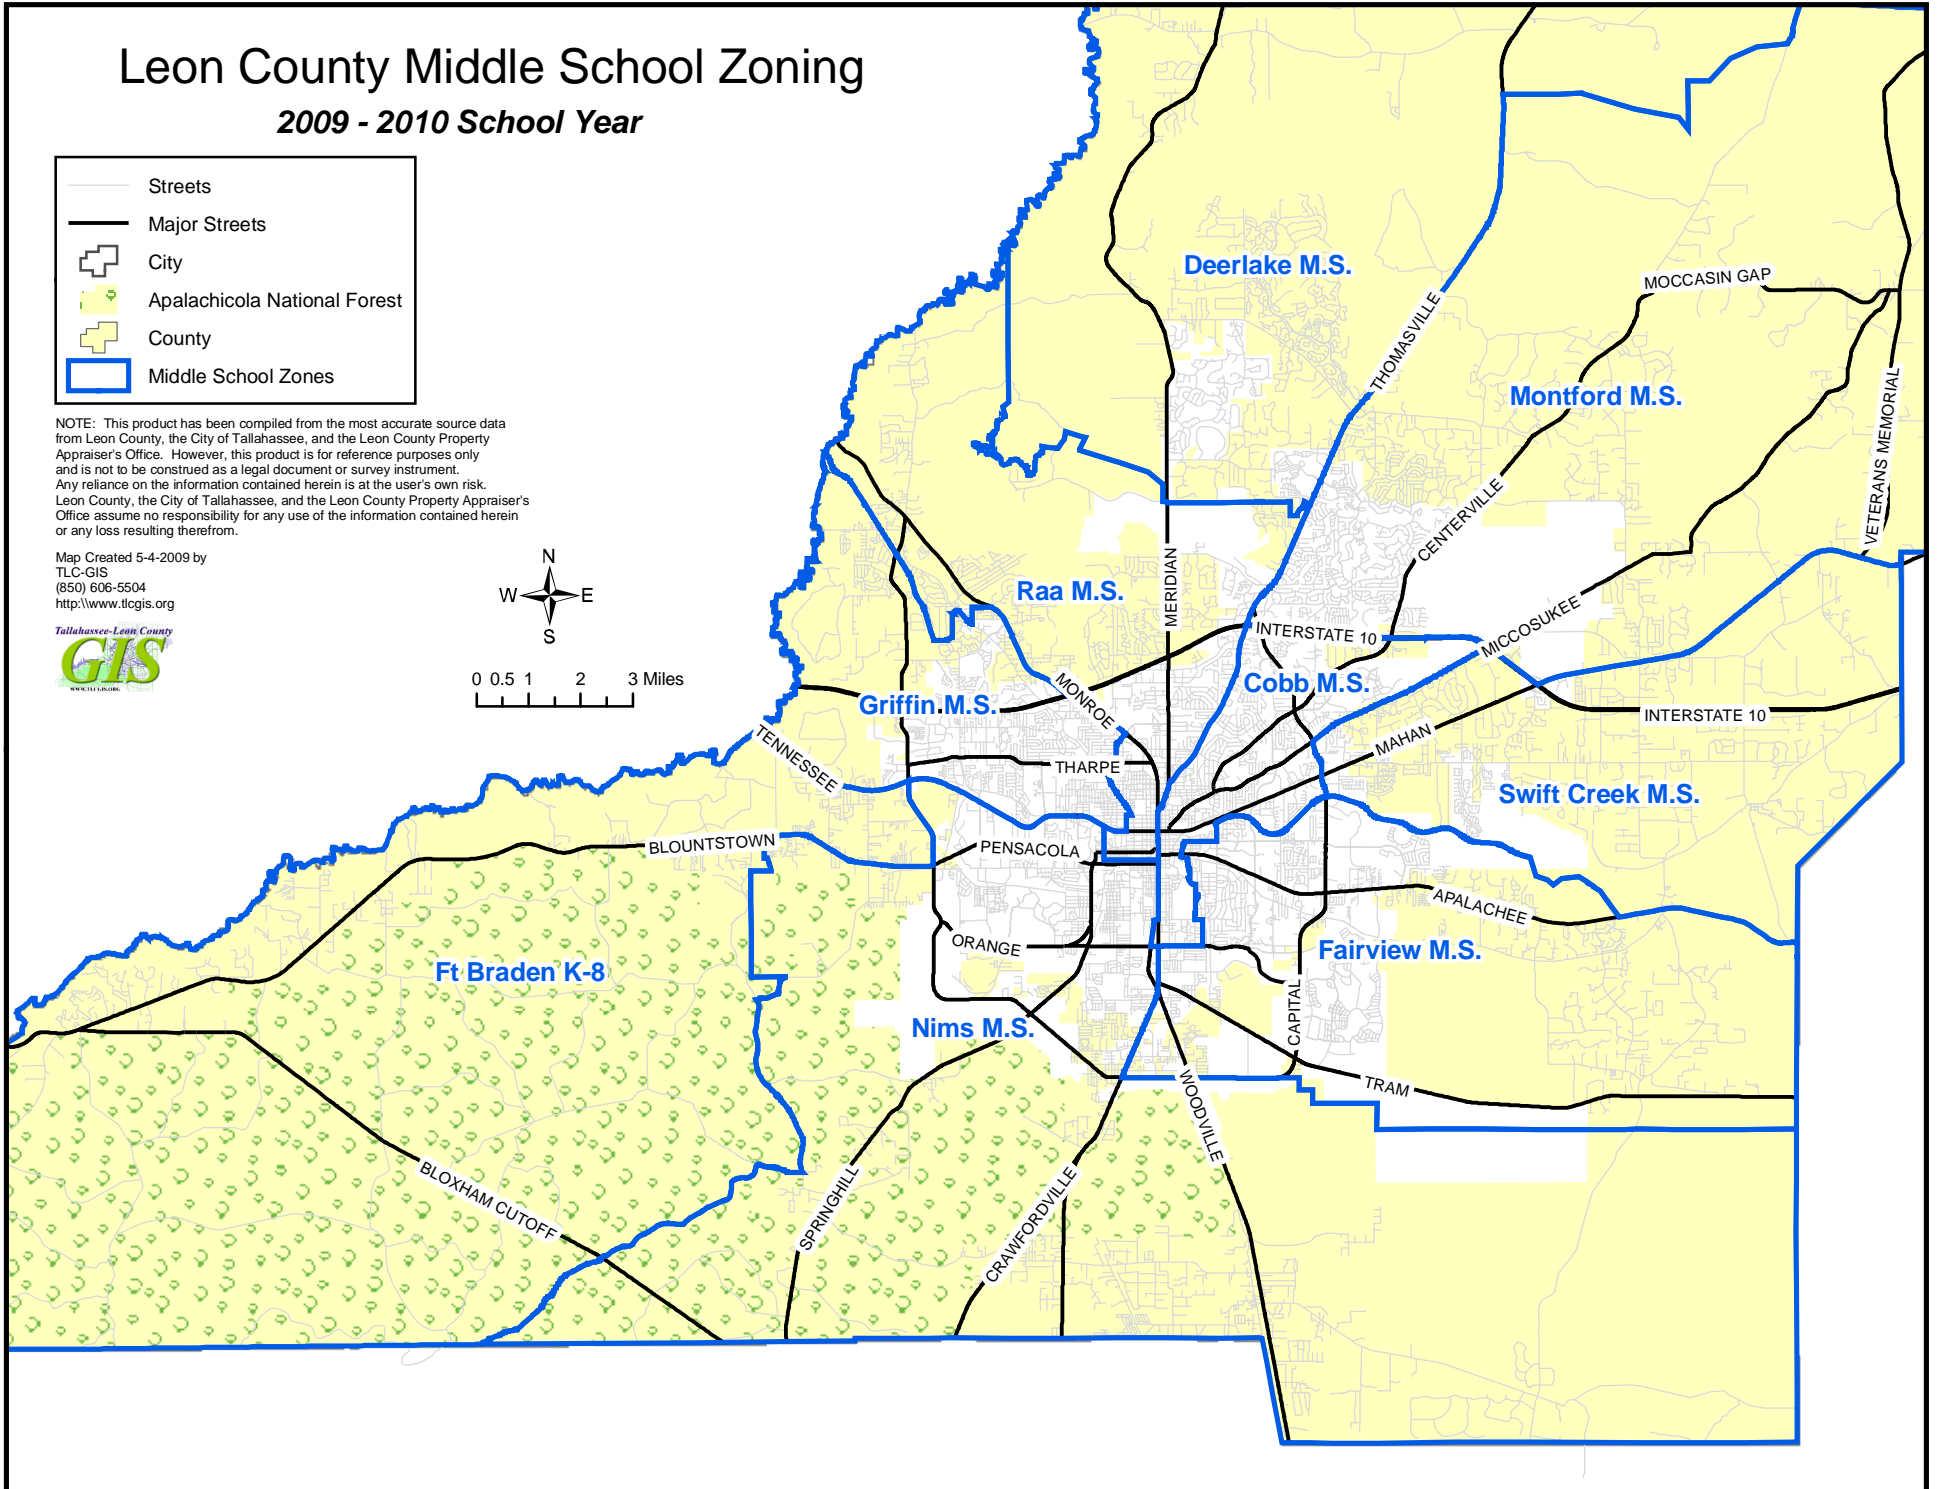 Leon County Middle School Zoning
2009 - 2010 School Year
Streets
Major Streets
City
Apalachicola National Forest
County
Middle School Zones
NOTE: This product has been compiled from the most accurate source data
from Leon County, the City of Tallahassee, and the Leon County Property
Appraiser's Office. However, this product is for reference purposes only
and is not to be construed as a legal document or survey instrument.
Any reliance on the information contained herein is at the user's own risk.
Leon County, the City of Tallahassee, and the Leon County Property Appraiser's
Office assume no responsibility for any use of the information contained herein
or any loss resulting therefrom.
Map Created 5-4-2009 by
TLC-GIS
(850) 606-5504
http:\\www.tlcgis.org
Tallahassee-Leon County
GIS
WWW.TLCGIS.ORG
N
W E
S
0 0.5 1 2 3 Miles
Deerlake M.S.
MOCCASIN GAP
THOMASVILLE
Montford M.S.
VETERANS MEMORIAL
CENTERVILLE
MERIDIAN
Raa M.S.
INTERSTATE 10
MICCOSUKEE
Cobb M.S.
MONROE
Griffin M.S.
INTERSTATE 10
TENNESSEE
MAHAN
THARPE
Swift Creek M.S.
BLOUNTSTOWN
PENSACOLA
APALACHEE
ORANGE
Fairview M.S.
Ft Braden K-8
CAPITAL
Nims M.S.
TRAM
WOODVILLE
BLOXHAM CUTOFF
SPRINGHILL
CRAWFORDVILLE